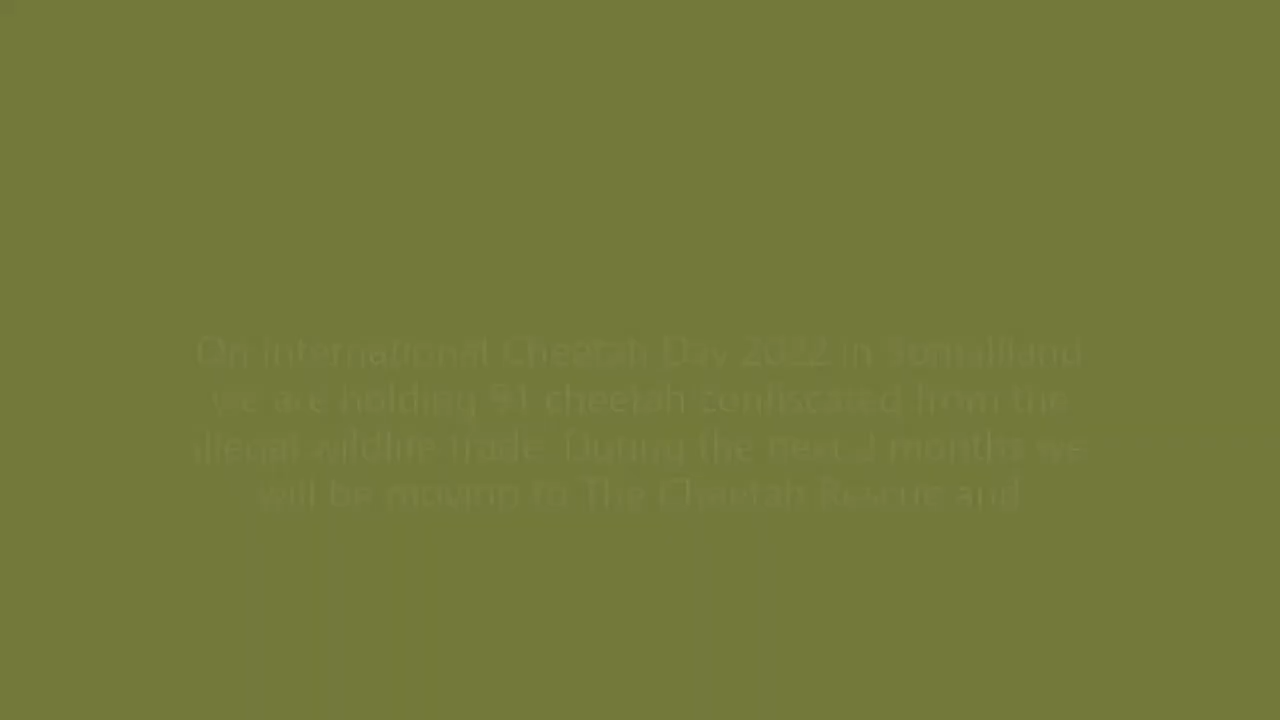 On International Cheetah Day 2022 in Somaliland
we are holding 91 cheetah confiscated from the
illegal wildlife trade. During the next 2 months we
will be moving to The Cheetah Rescue and